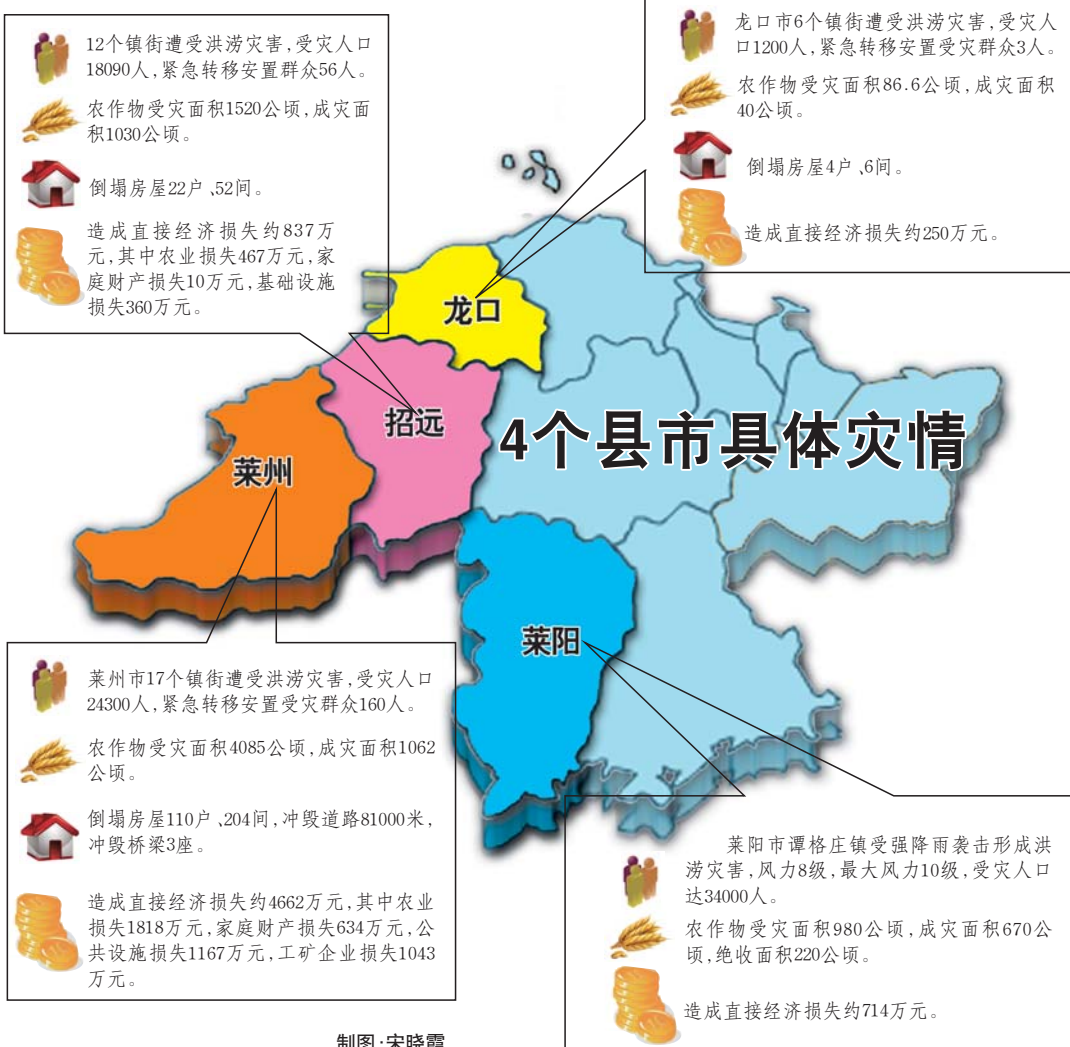 12个镇街遭受洪涝灾害,受灾人口
18090人,紧急转移安置群众56人。
农作物受灾面积1520公顷,成灾面
积1030公顷。
倒塌房屋22户、52间。
造成直接经济损失约837万
元,其中农业损失467万元,家
庭财产损失10万元,基础设施
损失360万元。
龙口市6个镇街遭受洪涝灾害,受灾人
口1200人,紧急转移安置受灾群众3人。
农作物受灾面积86.6公顷,成灾面积
40公顷。
倒塌房屋4户、6间。
造成直接经济损失约250万元。
龙口
招远
4个县市具体灾情
莱州
莱阳
莱州市17个镇街遭受洪涝灾害,受灾人口
24300人,紧急转移安置受灾群众160人。
农作物受灾面积4085公顷,成灾面积1062
公顷。
倒塌房屋110户、204间,冲毁道路81000米,
冲毁桥梁3座。
造成直接经济损失约4662万元,其中农业
损失1818万元,家庭财产损失634万元,公
共设施损失1167万元,工矿企业损失1043
万元。
莱阳市谭格庄镇受强降雨袭击形成洪
涝灾害,风力8级,最大风力10级,受灾人口
达34000人。
农作物受灾面积980公顷,成灾面积670公
顷,绝收面积220公顷。
造成直接经济损失约714万元。
制图:宋晓霞